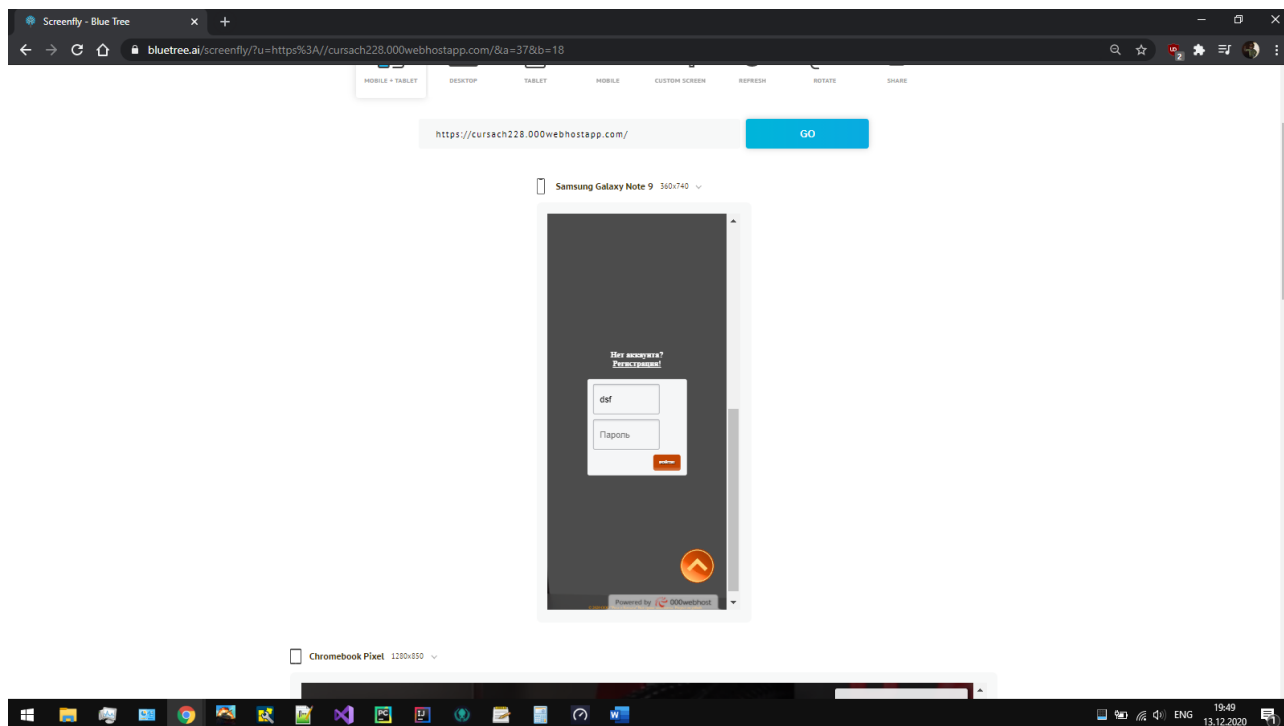 Screenfly - Blue Tree
bluetree.ai/screenfly/?u=https%3A//cursach228.000webhostapp.com/&a=37&b=18
2
MOBILE + TABLET DESKTOP TABLET MOBILE CUSTOM SCREEN REFRESH ROTATE SHARE
https://cursach228.000webhostapp.com/ GO
Samsung Galaxy Note 9 360x740
Нет аккаунта?
Регистрация!
dsf
Пароль
Powered by 000webhost
Chromebook Pixel 1280x850
ENG
19:49
13.12.2020